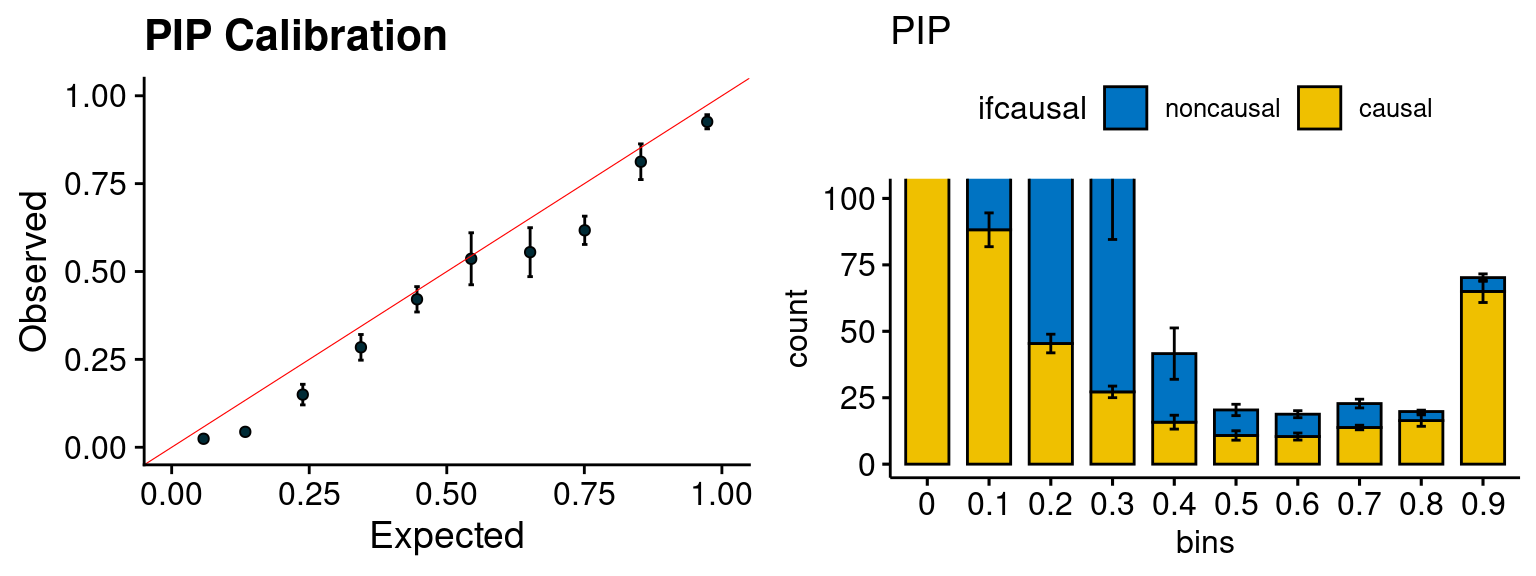 PIP Calibration
1.00
0.75
0.50
0.25
0.00
Observed
0.00 0.25 0.50 0.75 1.00
Expected
PIP
ifcausal noncausal causal
100
75
50
25
0
count
0 0.1 0.2 0.3 0.4 0.5 0.6 0.7 0.8 0.9
bins